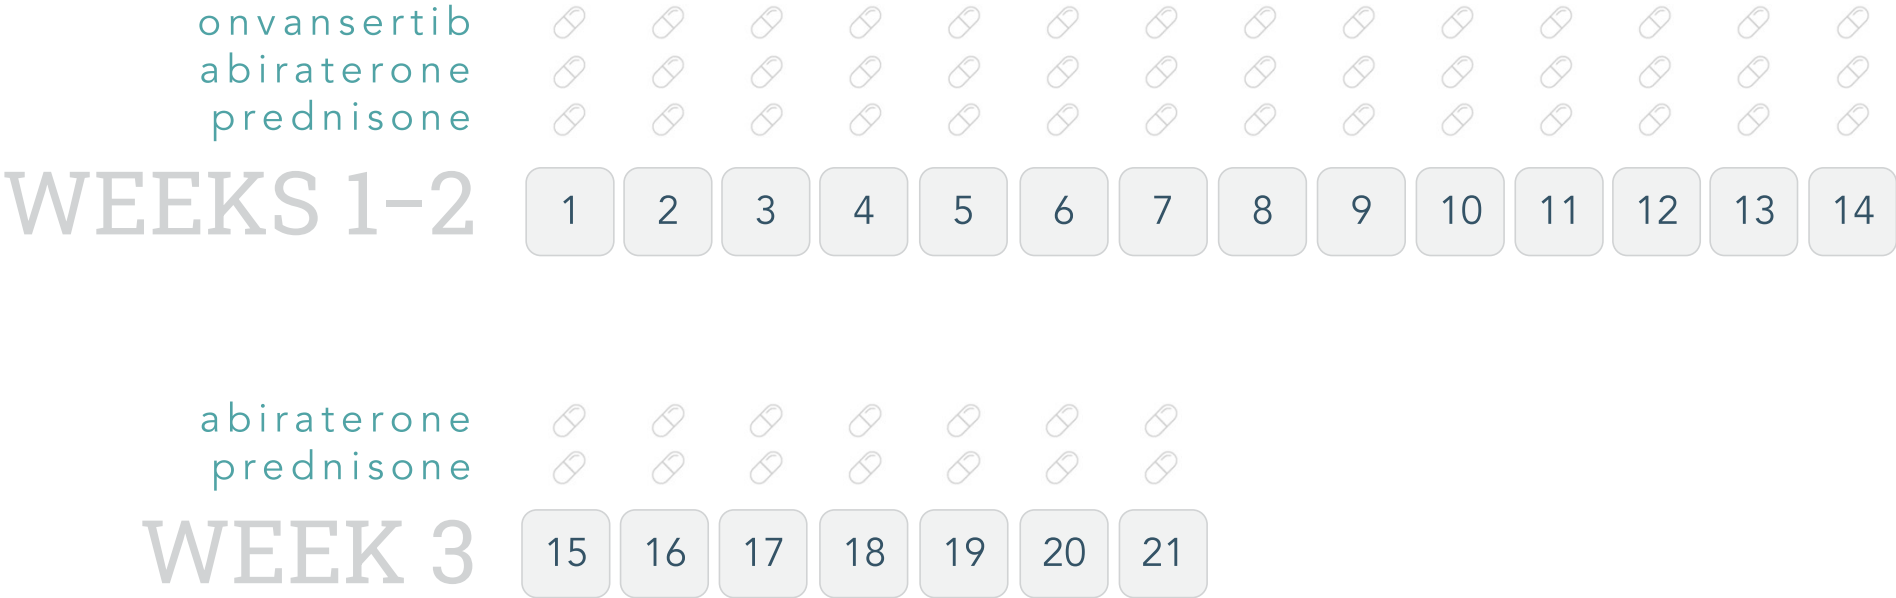 onvansertib
abiraterone
prednisone
WEEKS 1–2
1 2 3 4 5 6 7 8 9 10 11 12 13 14
abiraterone
prednisone
WEEK 3
15 16 17 18 19 20 21